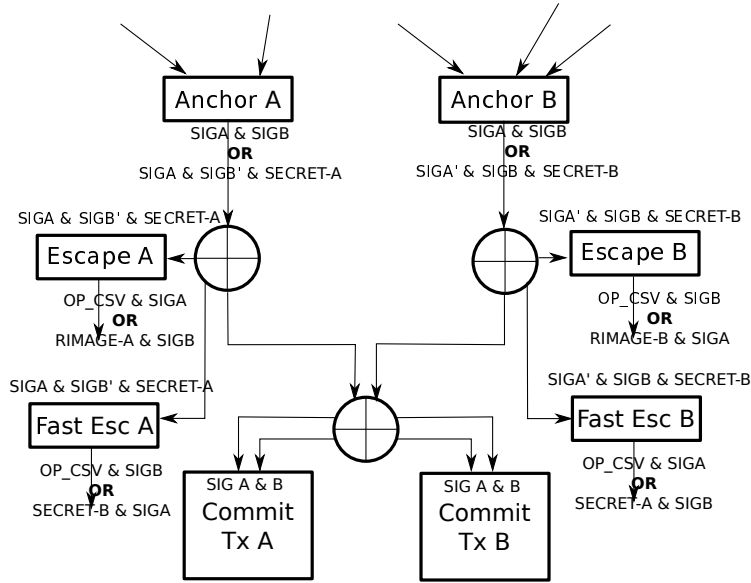 Anchor A
SIGA & SIGB
OR
SIGA & SIGB' & SECRET-A
Anchor B
SIGA & SIGB
OR
SIGA' & SIGB & SECRET-B
SIGA & SIGB' & SECRET-A
Escape A
OP_CSV & SIGA
OR
RIMAGE-A & SIGB
SIGA' & SIGB & SECRET-B
Escape B
OP_CSV & SIGB
OR
RIMAGE-B & SIGA
SIGA & SIGB' & SECRET-A
Fast Esc A
OP_CSV & SIGB
OR
SECRET-B & SIGA
SIGA' & SIGB & SECRET-B
Fast Esc B
OP_CSV & SIGA
OR
SECRET-A & SIGB
SIG A & B
Commit
Tx A
SIG A & B
Commit
Tx B